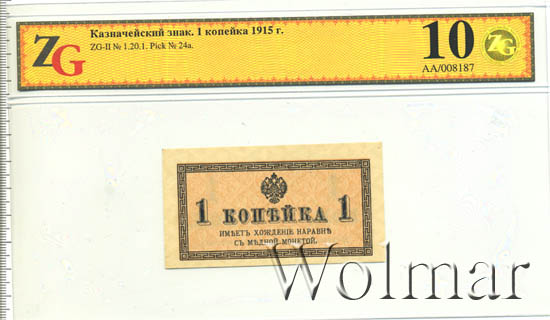 ZG
Казначейский знак. 1 копейка 1915 г.
ZG-II № 1.20.1. Pick № 24a.
10
ZG
AA/008187
1 КОПѢЙКА 1
ИМѢЕТЪ ХОЖДЕНІЕ НАРАВНѢ
СЪ МѢДНОЙ МОНЕТОЙ.
Wolmar